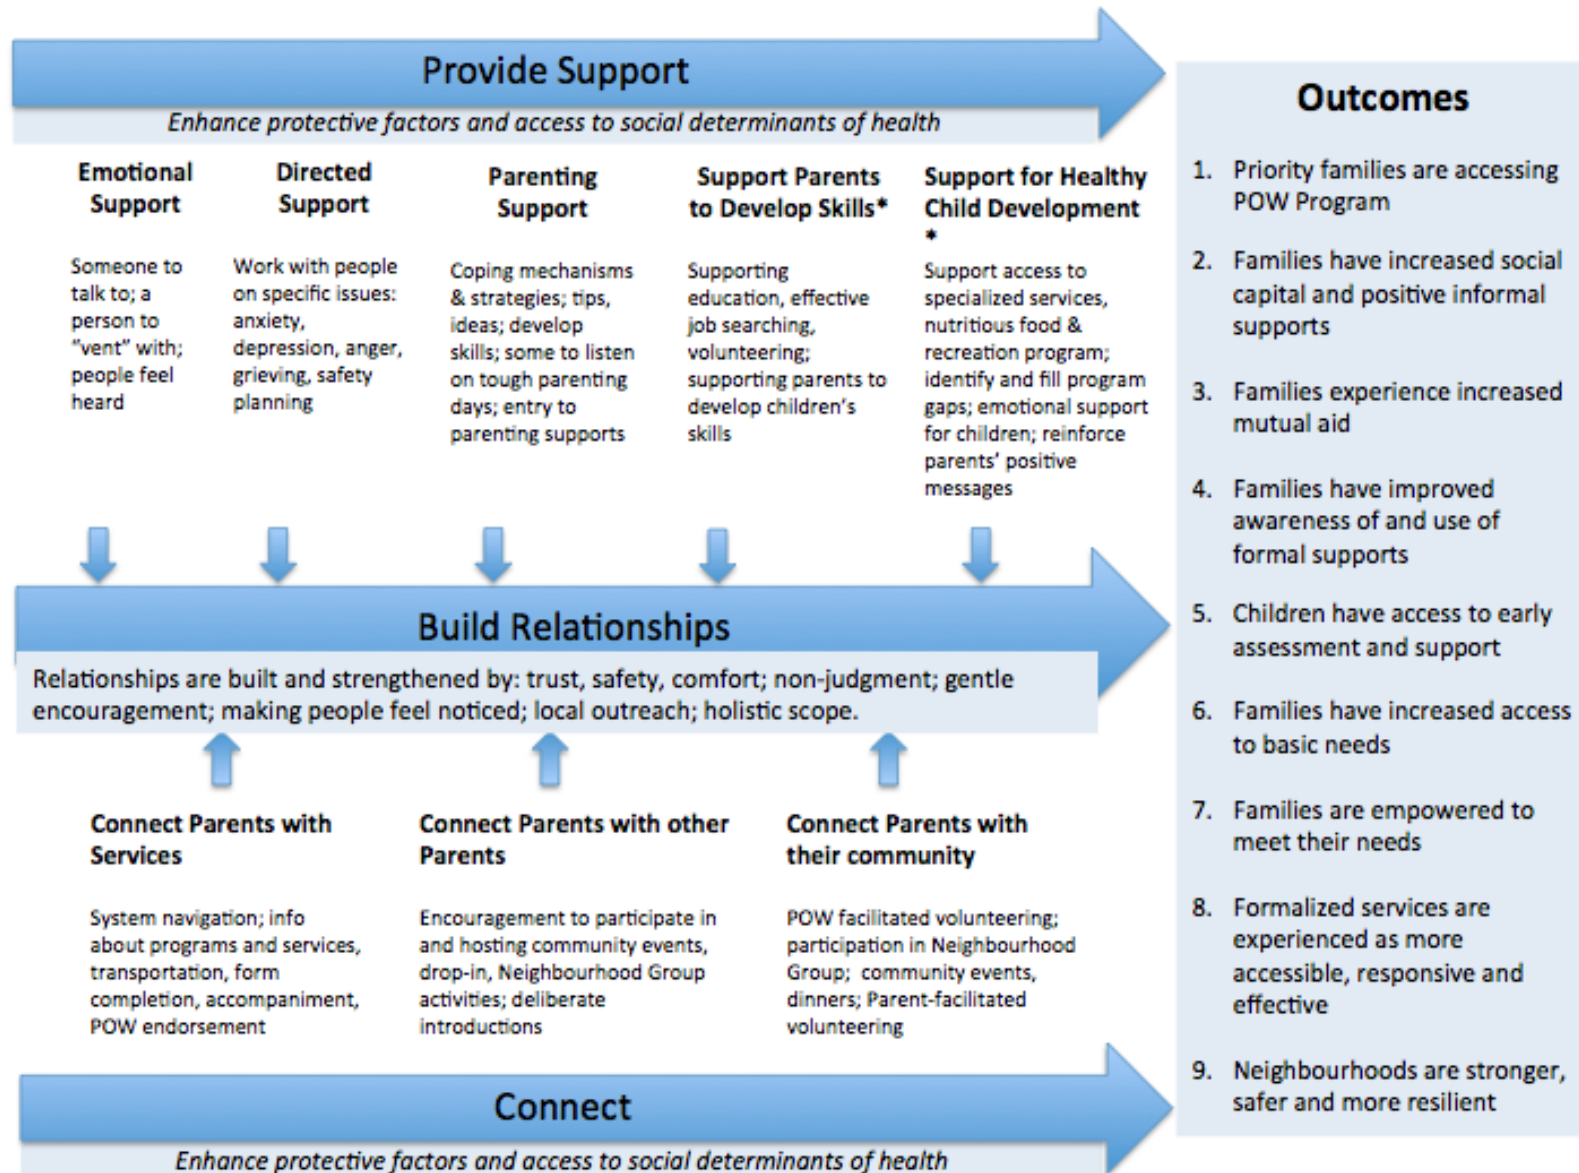 Provide Support
Enhance protective factors and access to social determinants of health
Emotional
Support
Someone to
talk to; a
person to
“vent” with;
people feel
heard
Directed
Support
Work with people
on specific issues:
anxiety,
depression, anger,
grieving, safety
planning
Parenting
Support
Coping mechanisms
& strategies; tips,
ideas; develop
skills; some to listen
on tough parenting
days; entry to
parenting supports
Support Parents
to Develop Skills*
Supporting
education, effective
job searching,
volunteering;
supporting parents to
develop children’s
skills
Support for Healthy
Child Development
*
Support access to
specialized services,
nutritious food &
recreation program;
identify and fill program
gaps; emotional support
for children; reinforce
parents’ positive
messages
Build Relationships
Relationships are built and strengthened by: trust, safety, comfort; non-judgment; gentle
encouragement; making people feel noticed; local outreach; holistic scope.
Connect Parents with
Services
System navigation; info
about programs and services,
transportation, form
completion, accompaniment,
POW endorsement
Connect Parents with other
Parents
Encouragement to participate in
and hosting community events,
drop-in, Neighbourhood Group
activities; deliberate
introductions
Connect Parents with
their community
POW facilitated volunteering;
participation in Neighbourhood
Group; community events,
dinners; Parent-facilitated
volunteering
Connect
Enhance protective factors and access to social determinants of health
Outcomes
1. Priority families are accessing
POW Program
2. Families have increased social
capital and positive informal
supports
3. Families experience increased
mutual aid
4. Families have improved
awareness of and use of
formal supports
5. Children have access to early
assessment and support
6. Families have increased access
to basic needs
7. Families are empowered to
meet their needs
8. Formalized services are
experienced as more
accessible, responsive and
effective
9. Neighbourhoods are stronger,
safer and more resilient